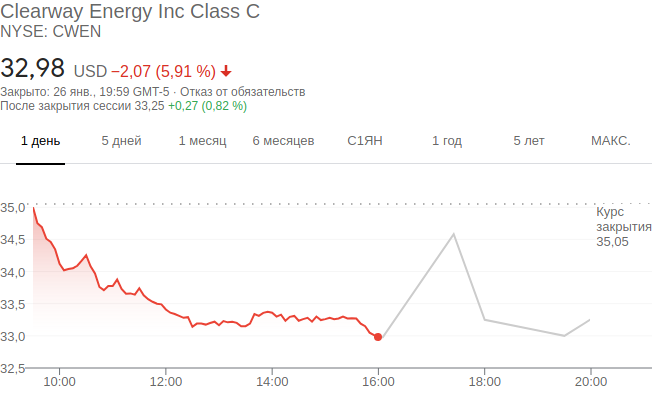 Clearway Energy Inc Class C
NYSE: CWEN
32,98 USD −2,07 (5,91 %)
Закрыто: 26 янв., 19:59 GMT-5 · Отказ от обязательств
После закрытия сессии 33,25 +0,27 (0,82 %)
1 день 5 дней 1 месяц 6 месяцев С1ЯН 1 год 5 лет МАКС.
35,0
Курс
закрытия
35,05
34,5
34,0
33,5
33,0
32,5
10:00 12:00 14:00 16:00 18:00 20:00